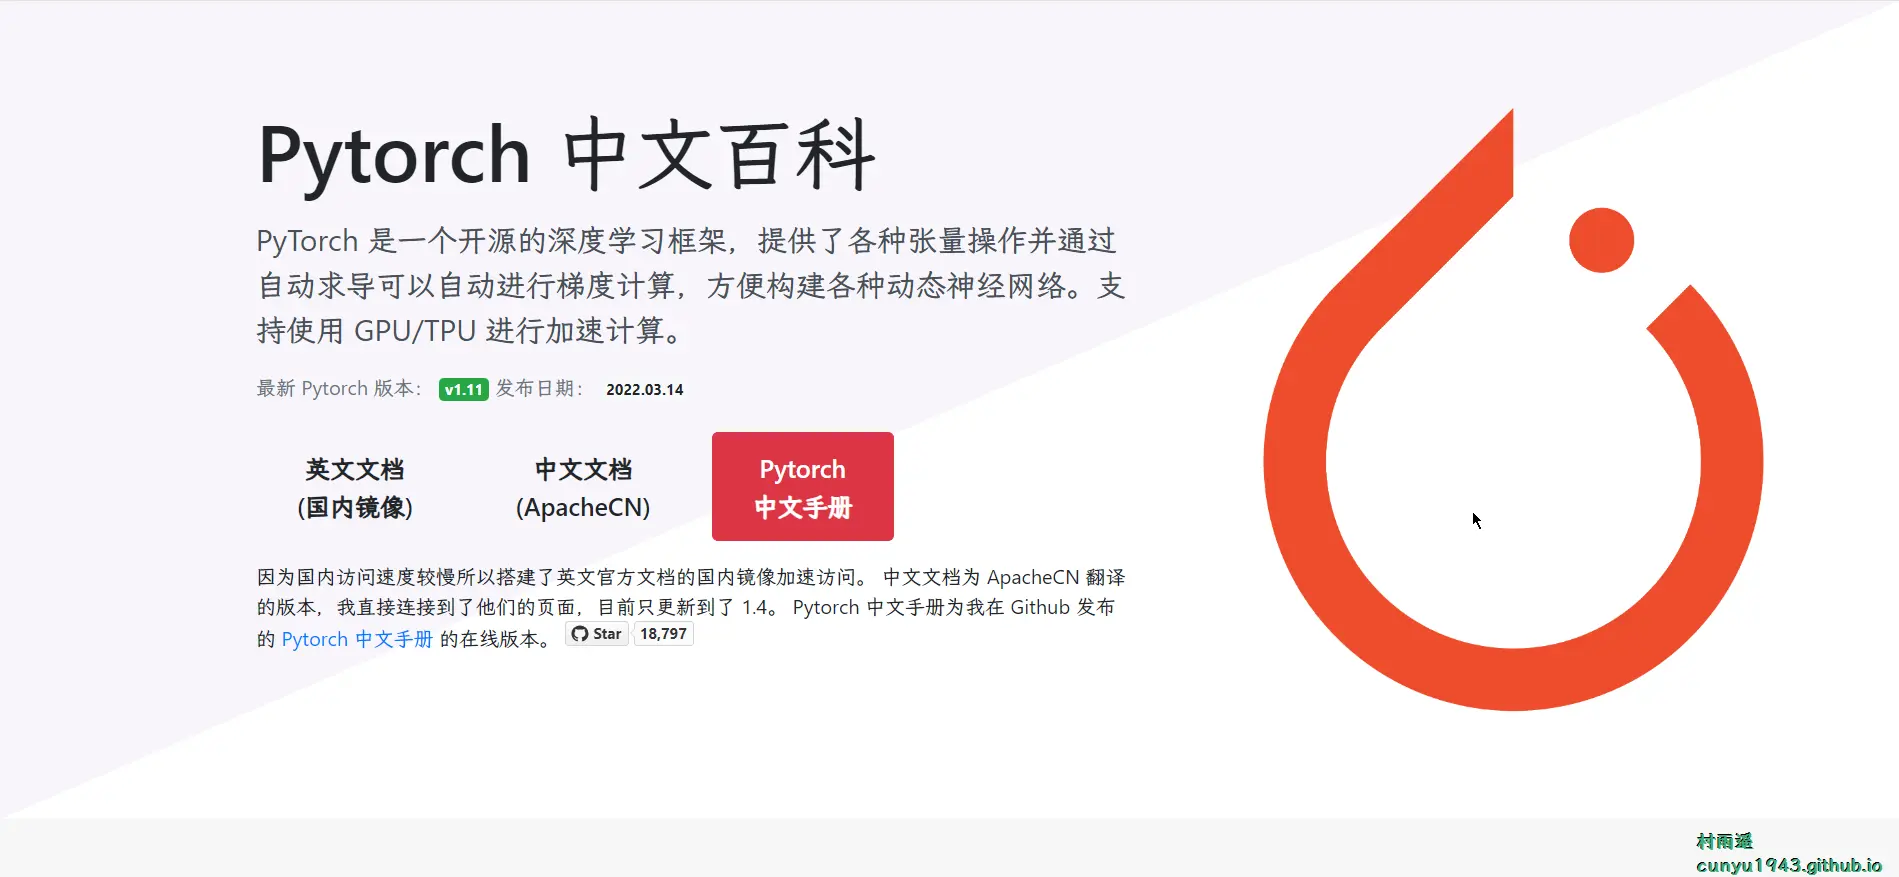 Pytorch 中文百科
PyTorch 是一个开源的深度学习框架，提供了各种张量操作并通过
自动求导可以自动进行梯度计算，方便构建各种动态神经网络。支
持使用 GPU/TPU 进行加速计算。
最新 Pytorch 版本： v1.11 发布日期： 2022.03.14
英文文档
(国内镜像)
中文文档
(ApacheCN)
Pytorch
中文手册
因为国内访问速度较慢所以搭建了英文官方文档的国内镜像加速访问。 中文文档为 ApacheCN 翻译
的版本，我直接连接到了他们的页面，目前只更新到了 1.4。 Pytorch 中文手册为我在 Github 发布
的 Pytorch 中文手册 的在线版本。 Star 18,797
村雨遥
cunyu1943.github.io